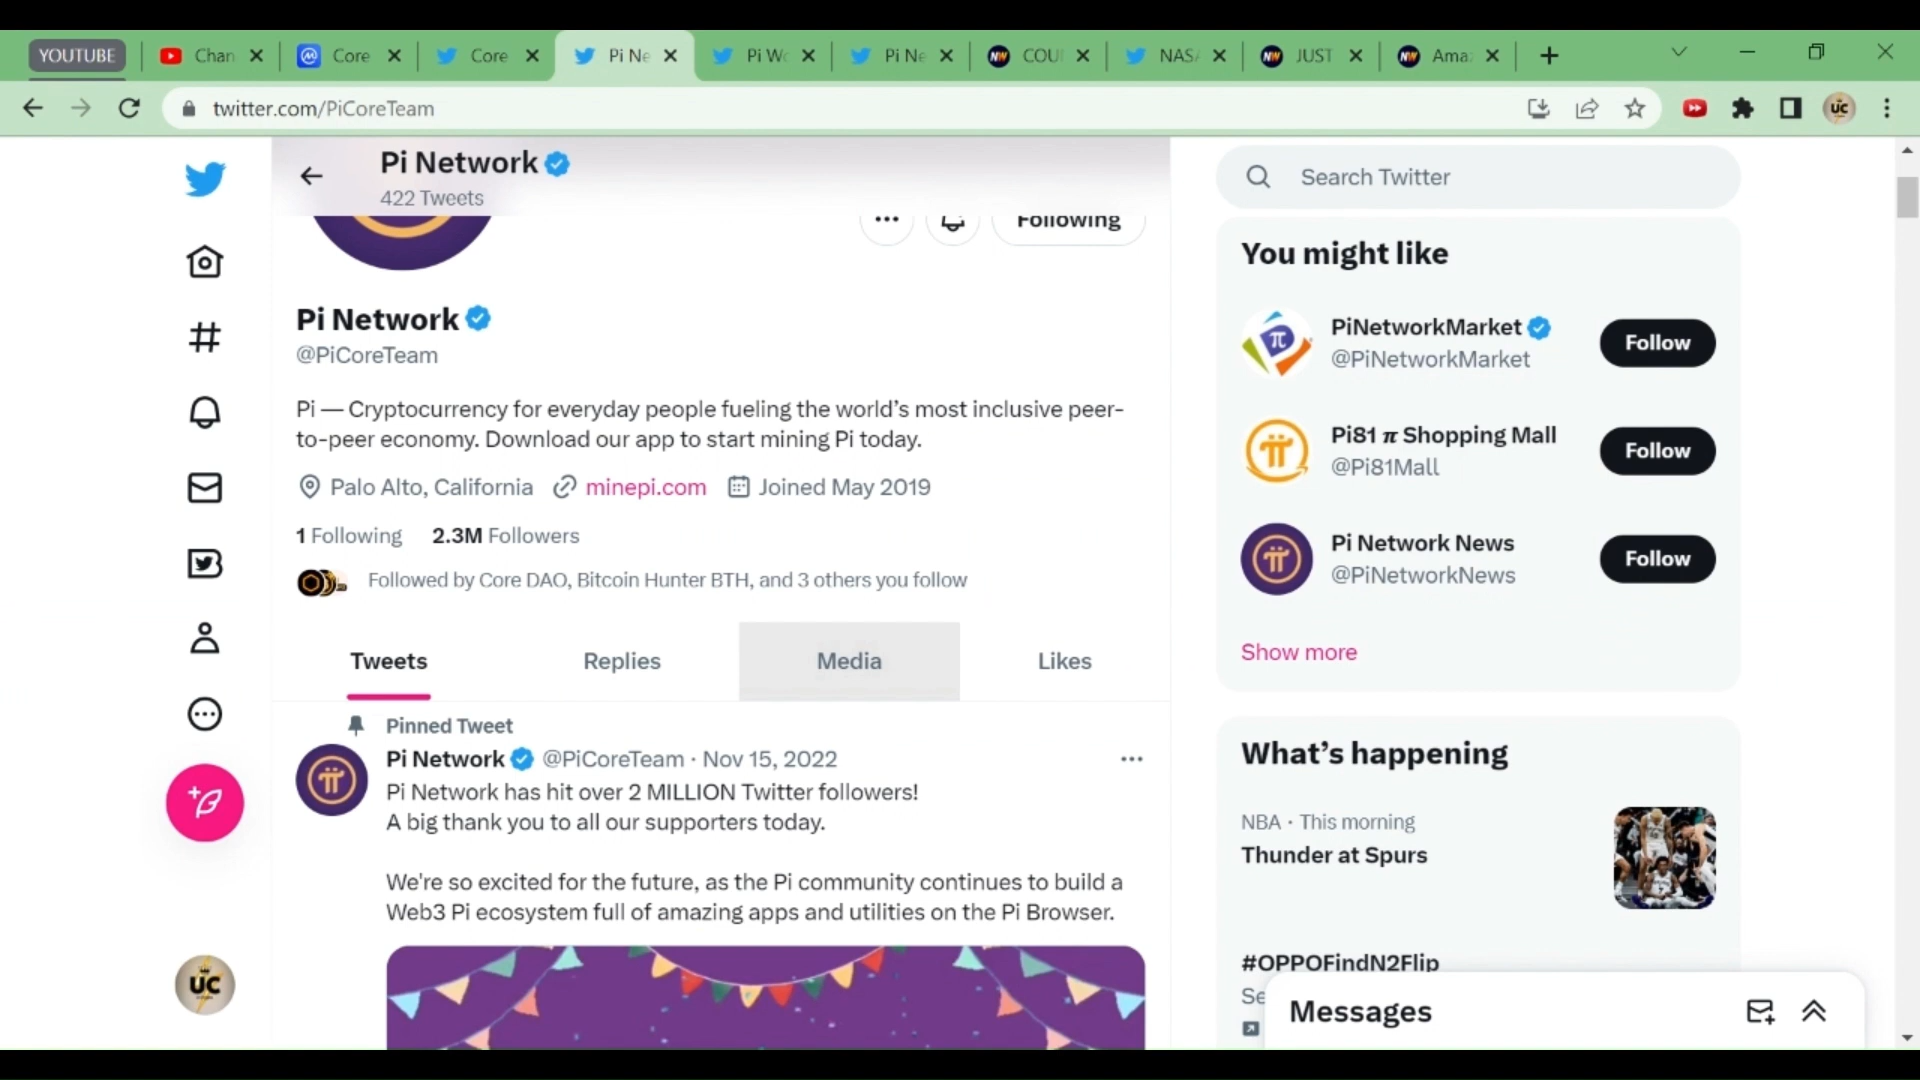 YOUTUBE
Chan
Core
Core
Pi Ne
Pi Wo
Pi Ne
COU
NASA
JUST
Ama
twitter.com/PiCoreTeam
UC
Pi Network
422 Tweets
Following
Search Twitter
You might like
PiNetworkMarket
@PiNetworkMarket
Follow
Pi81 π Shopping Mall
@Pi81Mall
Follow
Pi Network News
@PiNetworkNews
Follow
Show more
Pi Network
@PiCoreTeam
Pi — Cryptocurrency for everyday people fueling the world’s most inclusive peer-
to-peer economy. Download our app to start mining Pi today.
Palo Alto, California minepi.com Joined May 2019
1 Following 2.3M Followers
Followed by Core DAO, Bitcoin Hunter BTH, and 3 others you follow
Tweets Replies Media Likes
Pinned Tweet
Pi Network @PiCoreTeam · Nov 15, 2022
Pi Network has hit over 2 MILLION Twitter followers!
A big thank you to all our supporters today.
We're so excited for the future, as the Pi community continues to build a
Web3 Pi ecosystem full of amazing apps and utilities on the Pi Browser.
What’s happening
NBA · This morning
Thunder at Spurs
#OPPOFindN2Flip
Se
Messages
UC